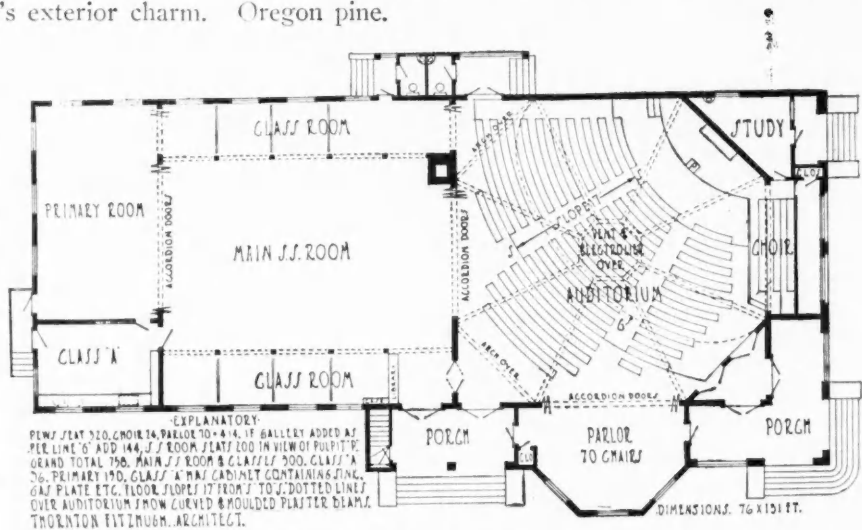 's exterior charm. Oregon pine.
CLASS ROOM
STUDY
CLOS
ARCH OVER
PRIMARY ROOM
ACCORDION DOORS
MAIN S.S. ROOM
ACCORDION DOORS
SLOPE
P
VENT &
ELECTROLIER
OVER
CHOIR
AUDITORIUM
G
CLASS "A"
CLASS ROOM
ARCH OVER
ACCORDION DOORS
PORCH
CLO
PARLOR
70 CHAIRS
PORCH
EXPLANATORY
PEWS SEAT 320. CHOIR 24. PARLOR 70 = 414. IF GALLERY ADDED AS
PER LINE "G" ADD 144. S.S ROOM SEATS 200 IN VIEW OF PULPIT "P"
GRAND TOTAL 758. MAIN S.S ROOM & CLASSES 300. CLASS "A"
36. PRIMARY 130. CLASS "A" HAS CABINET CONTAINING SINK,
GAS PLATE ETC. FLOOR SLOPES 17" FROM S TO S. DOTTED LINES
OVER AUDITORIUM SHOW CURVED & MOULDED PLASTER BEAMS.
THORNTON FITZHUGH. ARCHITECT.
DIMENSIONS. 76 X 131 FT.